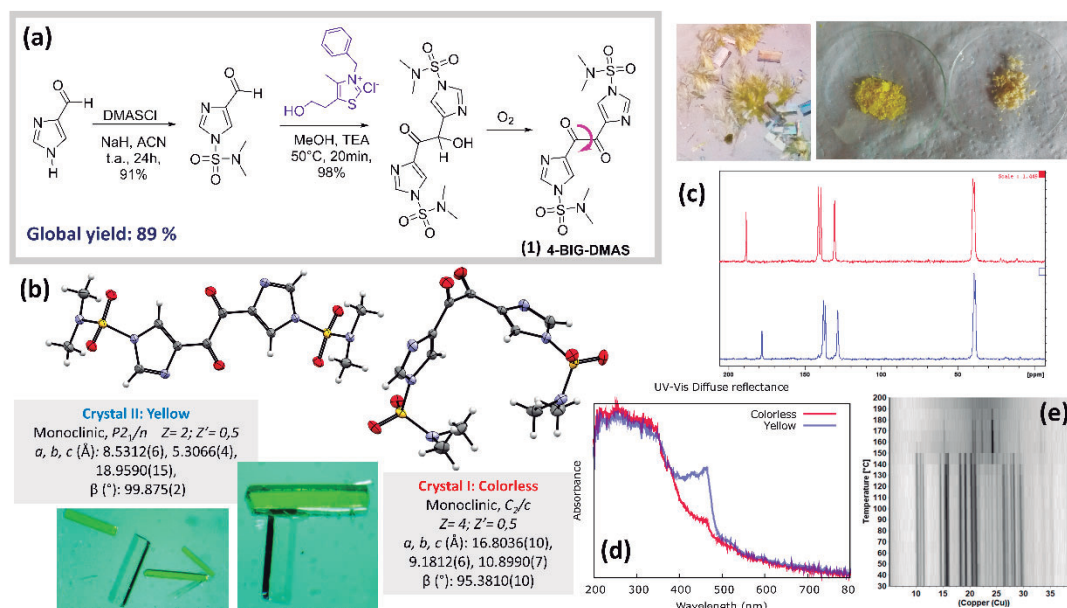 (a)
H
O
N
N
H
DMASCl
NaH, ACN
t.a., 24h,
91%
H
O
N
N
O
S
O
N
N⁺
Cl⁻
HO
S
MeOH, TEA
50°C, 20min,
98%
N
O
S
O
N
N
O
OH
N
N
O
S
O
N
O₂
N
O
S
O
N
N
O
O
N
N
O
S
O
N
Global yield: 89 %
(1) 4-BIG-DMAS
(b)
Crystal II: Yellow
Monoclinic, P2₁/n Z= 2; Z'= 0,5
a, b, c (Å): 8.5312(6), 5.3066(4),
18.9590(15),
β (°): 99.875(2)
Crystal I: Colorless
Monoclinic, C₂/c
Z= 4; Z'= 0,5
a, b, c (Å): 16.8036(10),
9.1812(6), 10.8990(7)
β (°): 95.3810(10)
(c)
200
150
100
50
[ppm]
UV-Vis Diffuse reflectance
Colorless
Yellow
Absorbance
(d)
200
300
400
500
600
700
80
Wavelength (nm)
(e)
Temperature [°C]
200
190
180
170
160
150
140
130
120
110
100
90
80
70
60
50
40
30
5
10
15
20
25
30
35
(Copper (Cu))